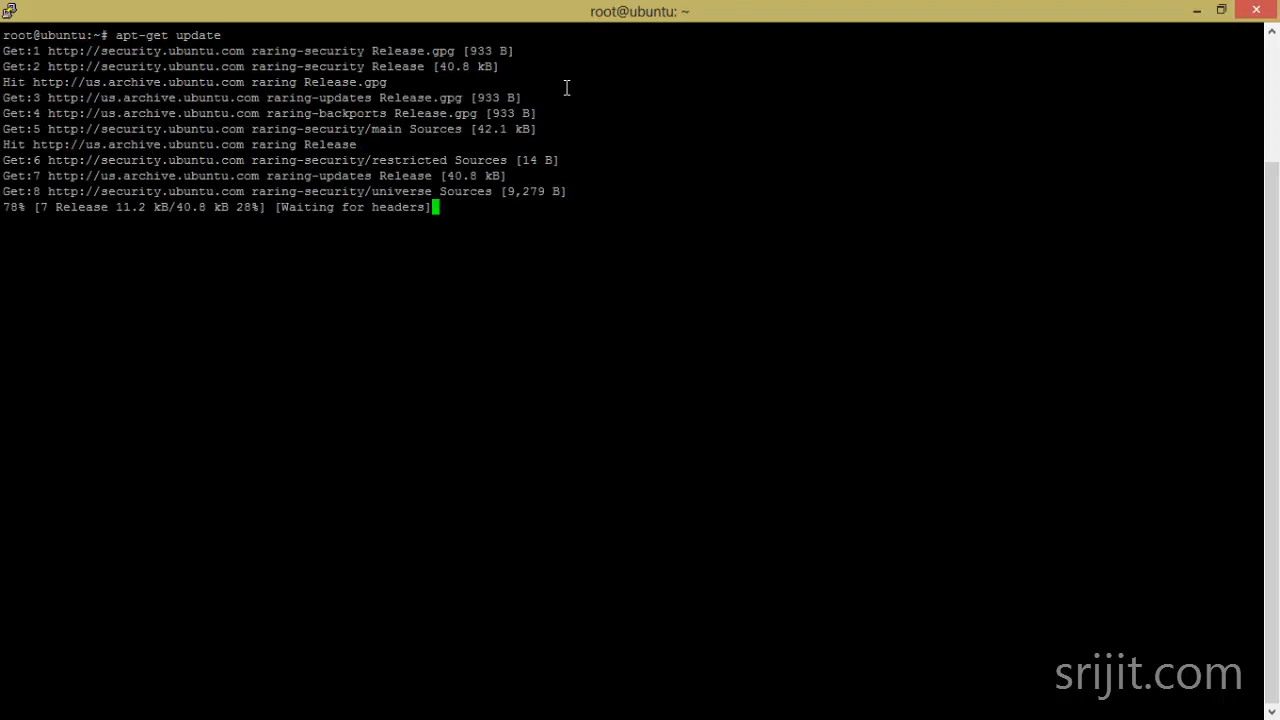 root@ubuntu: ~
root@ubuntu:~# apt-get update
Get:1 http://security.ubuntu.com raring-security Release.gpg [933 B]
Get:2 http://security.ubuntu.com raring-security Release [40.8 kB]
Hit http://us.archive.ubuntu.com raring Release.gpg
Get:3 http://us.archive.ubuntu.com raring-updates Release.gpg [933 B]
Get:4 http://us.archive.ubuntu.com raring-backports Release.gpg [933 B]
Get:5 http://security.ubuntu.com raring-security/main Sources [42.1 kB]
Hit http://us.archive.ubuntu.com raring Release
Get:6 http://security.ubuntu.com raring-security/restricted Sources [14 B]
Get:7 http://us.archive.ubuntu.com raring-updates Release [40.8 kB]
Get:8 http://security.ubuntu.com raring-security/universe Sources [9,279 B]
78% [7 Release 11.2 kB/40.8 kB 28%] [Waiting for headers]
srijit.com